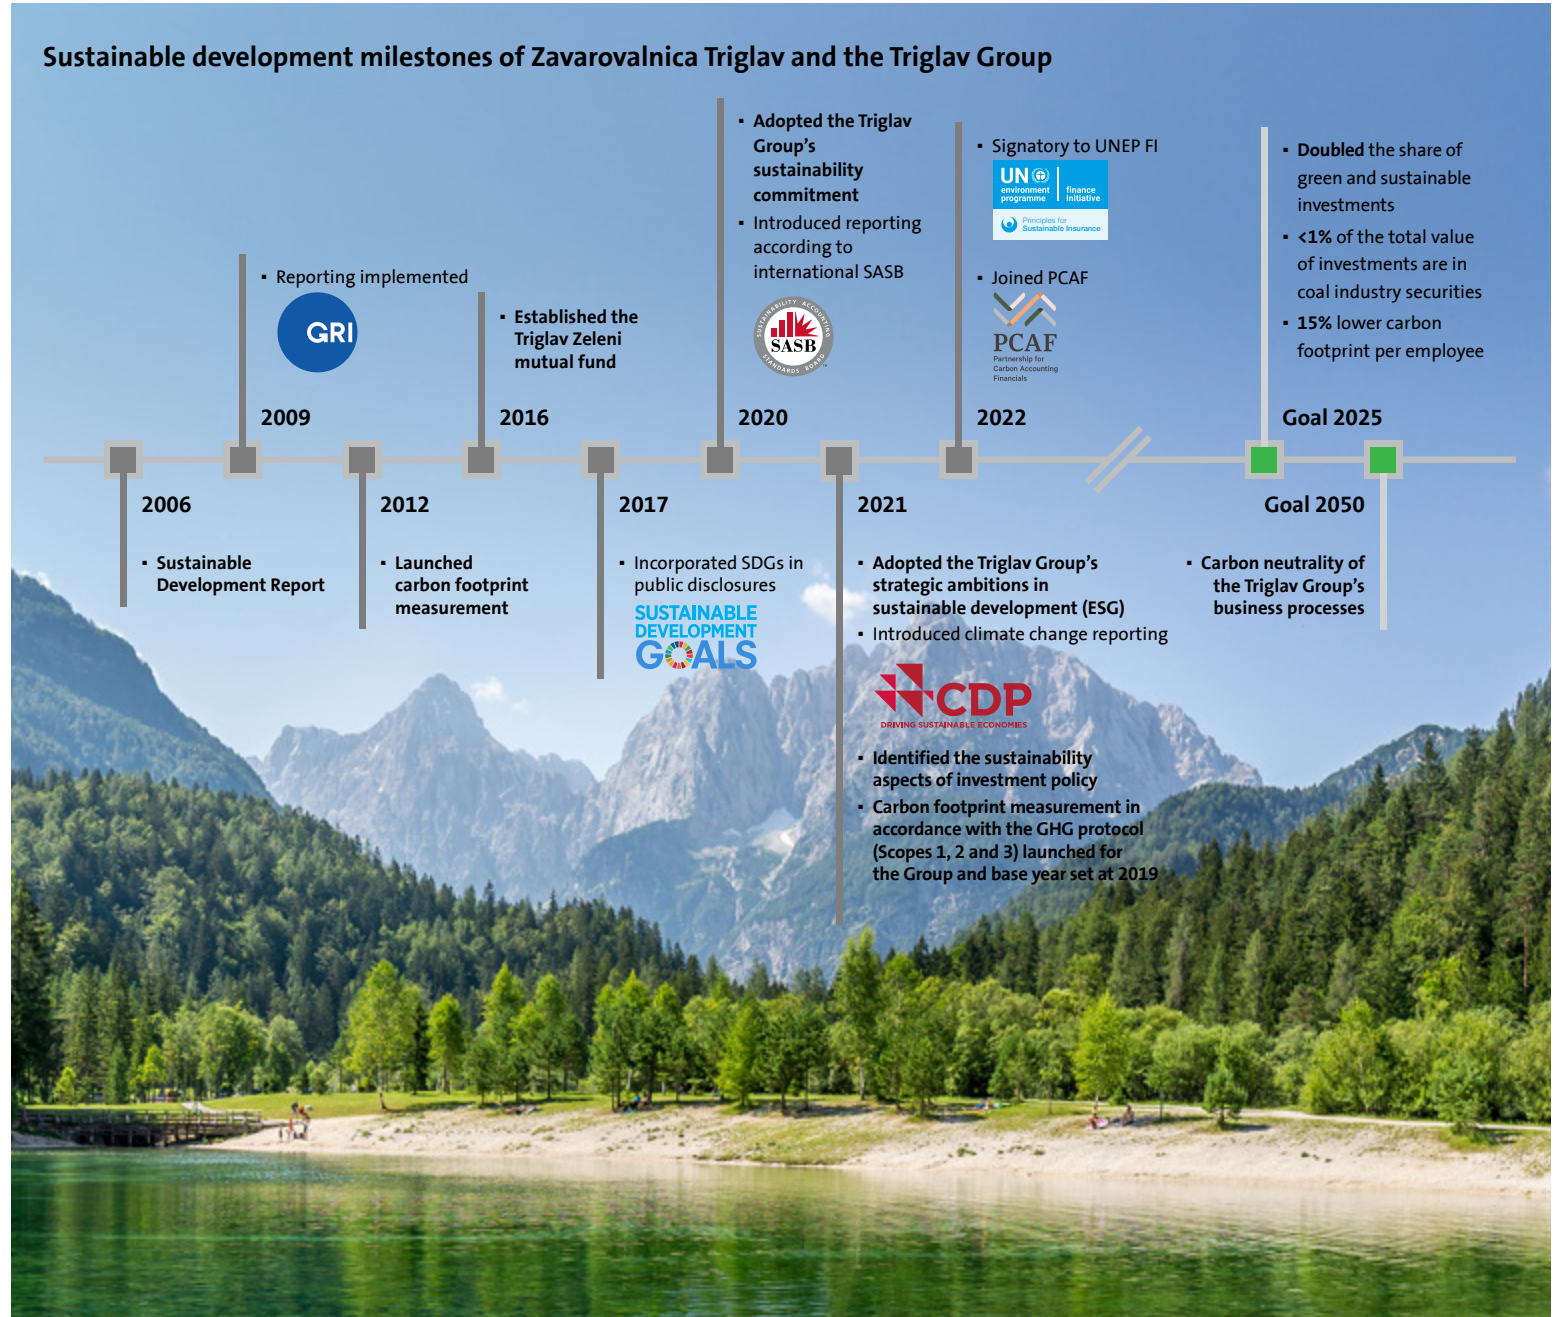 Sustainable development milestones of Zavarovalnica Triglav and the Triglav Group
2006
▪ Sustainable
Development Report
2009
▪ Reporting implemented
GRI
2012
▪ Launched
carbon footprint
measurement
2016
▪ Established the
Triglav Zeleni
mutual fund
2017
▪ Incorporated SDGs in
public disclosures
SUSTAINABLE
DEVELOPMENT
GOALS
2020
▪ Adopted the Triglav
Group’s
sustainability
commitment
▪ Introduced reporting
according to
international SASB
SUSTAINABILITY ACCOUNTING
SASB
STANDARDS BOARD
2021
▪ Adopted the Triglav Group’s
strategic ambitions in
sustainable development (ESG)
▪ Introduced climate change reporting
CDP
DRIVING SUSTAINABLE ECONOMIES
▪ Identified the sustainability
aspects of investment policy
▪ Carbon footprint measurement in
accordance with the GHG protocol
(Scopes 1, 2 and 3) launched for
the Group and base year set at 2019
2022
▪ Signatory to UNEP FI
UN
environment
programme
finance
initiative
Principles for
Sustainable Insurance
▪ Joined PCAF
PCAF
Partnership for
Carbon Accounting
Financials
Goal 2025
▪ Doubled the share of
green and sustainable
investments
▪ <1% of the total value
of investments are in
coal industry securities
▪ 15% lower carbon
footprint per employee
Goal 2050
▪ Carbon neutrality of
the Triglav Group’s
business processes